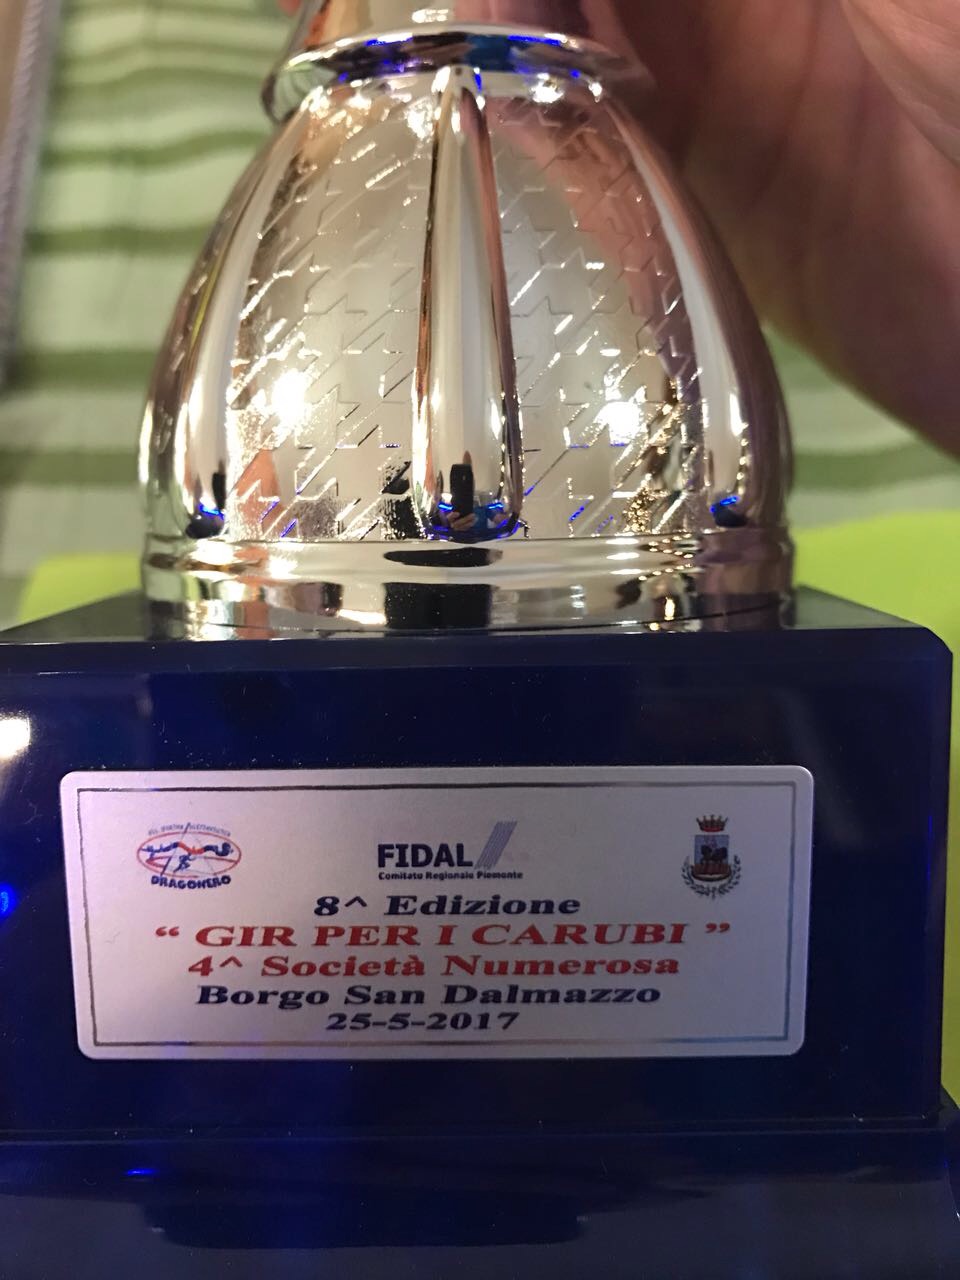 DRAGONERO
FIDAL
Comitato Regionale Piemonte
8^ Edizione
“ GIR PER I CARUBI ”
4^ Società Numerosa
Borgo San Dalmazzo
25-5-2017